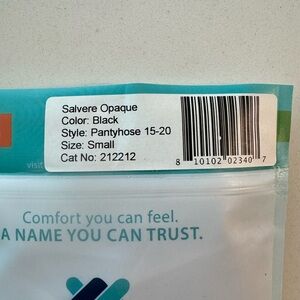 Salvere Opaque
Color: Black
Style: Pantyhose 15-20
Size: Small
Cat No: 212212
8 10102 02340 7
visit
Comfort you can feel.
A NAME YOU CAN TRUST.